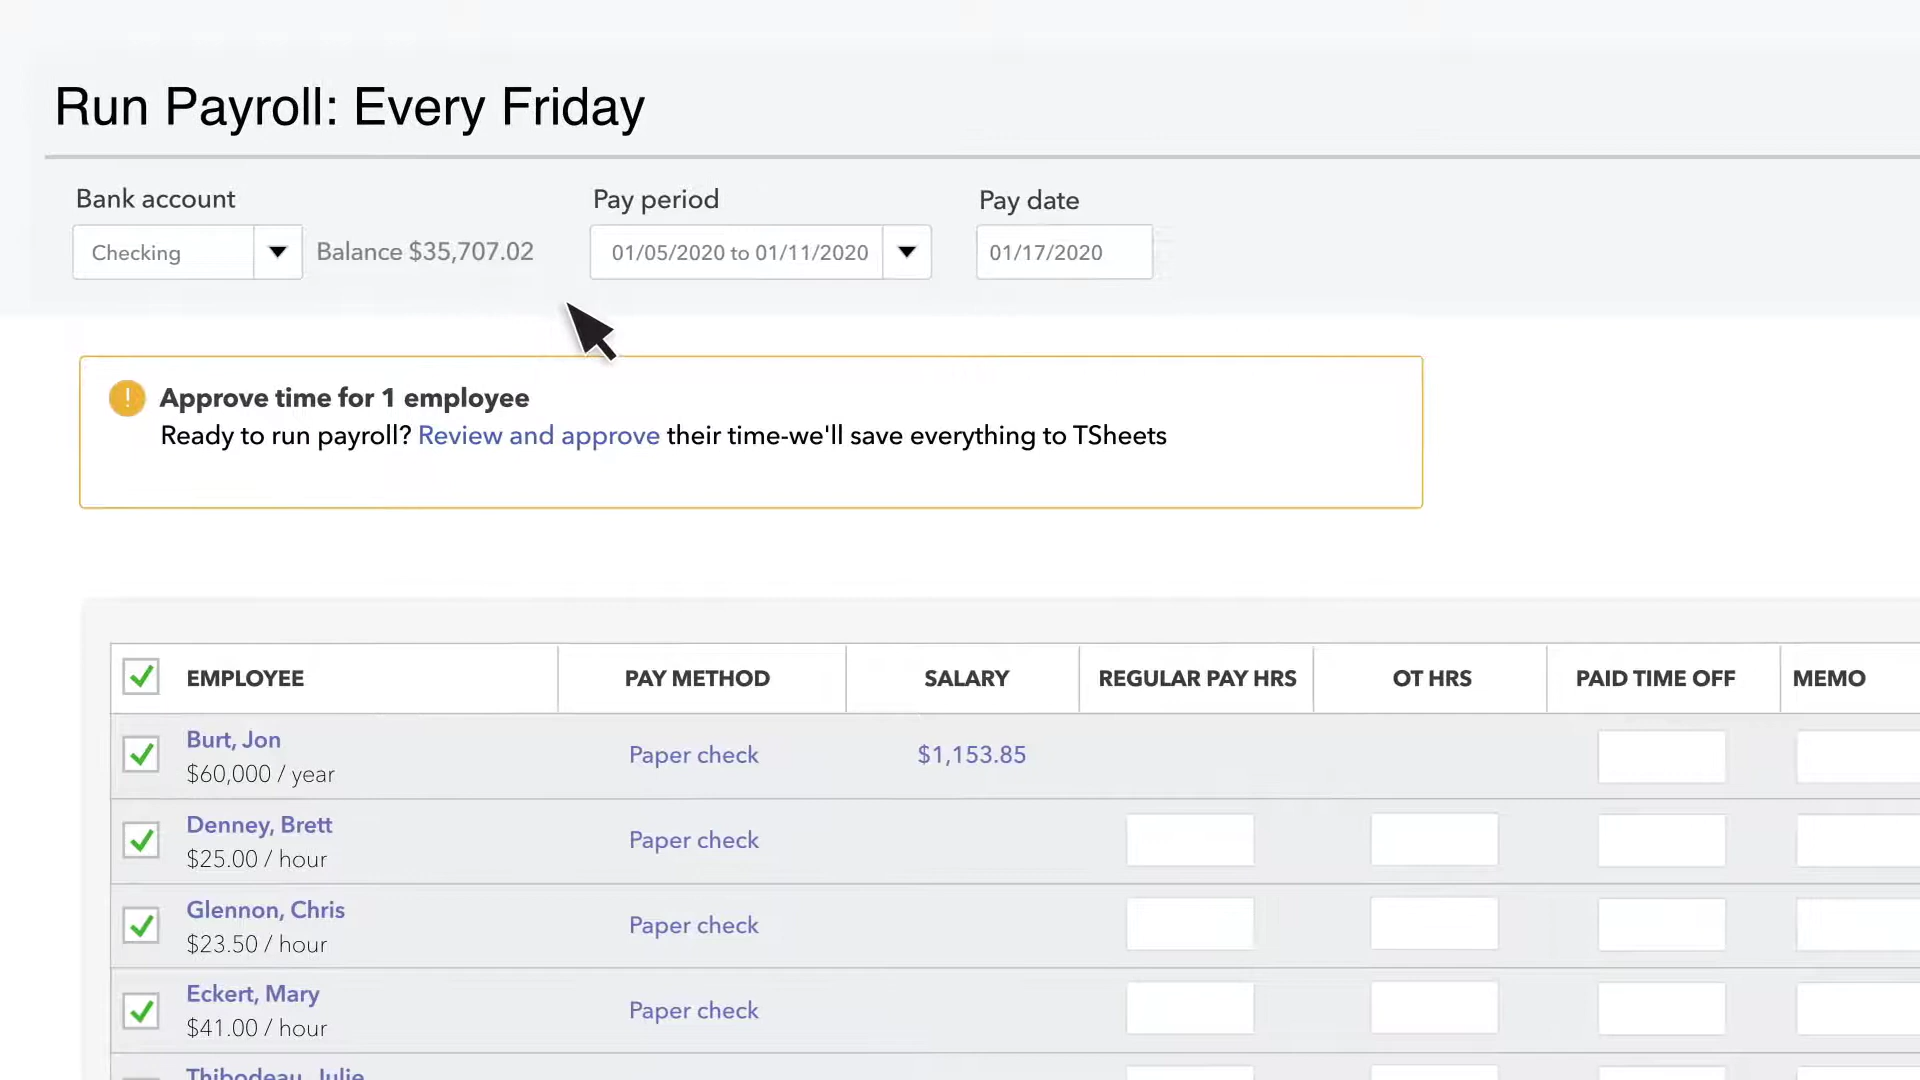 Run Payroll: Every Friday
Bank account
Pay period
Pay date
Checking
Balance $35,707.02
01/05/2020 to 01/11/2020
01/17/2020
!
Approve time for 1 employee
Ready to run payroll? Review and approve their time-we'll save everything to TSheets
EMPLOYEE PAY METHOD SALARY REGULAR PAY HRS OT HRS PAID TIME OFF MEMO
Burt, Jon
$60,000 / year
Paper check
$1,153.85
Denney, Brett
$25.00 / hour
Paper check
Glennon, Chris
$23.50 / hour
Paper check
Eckert, Mary
$41.00 / hour
Paper check
Thibodeau, Julie